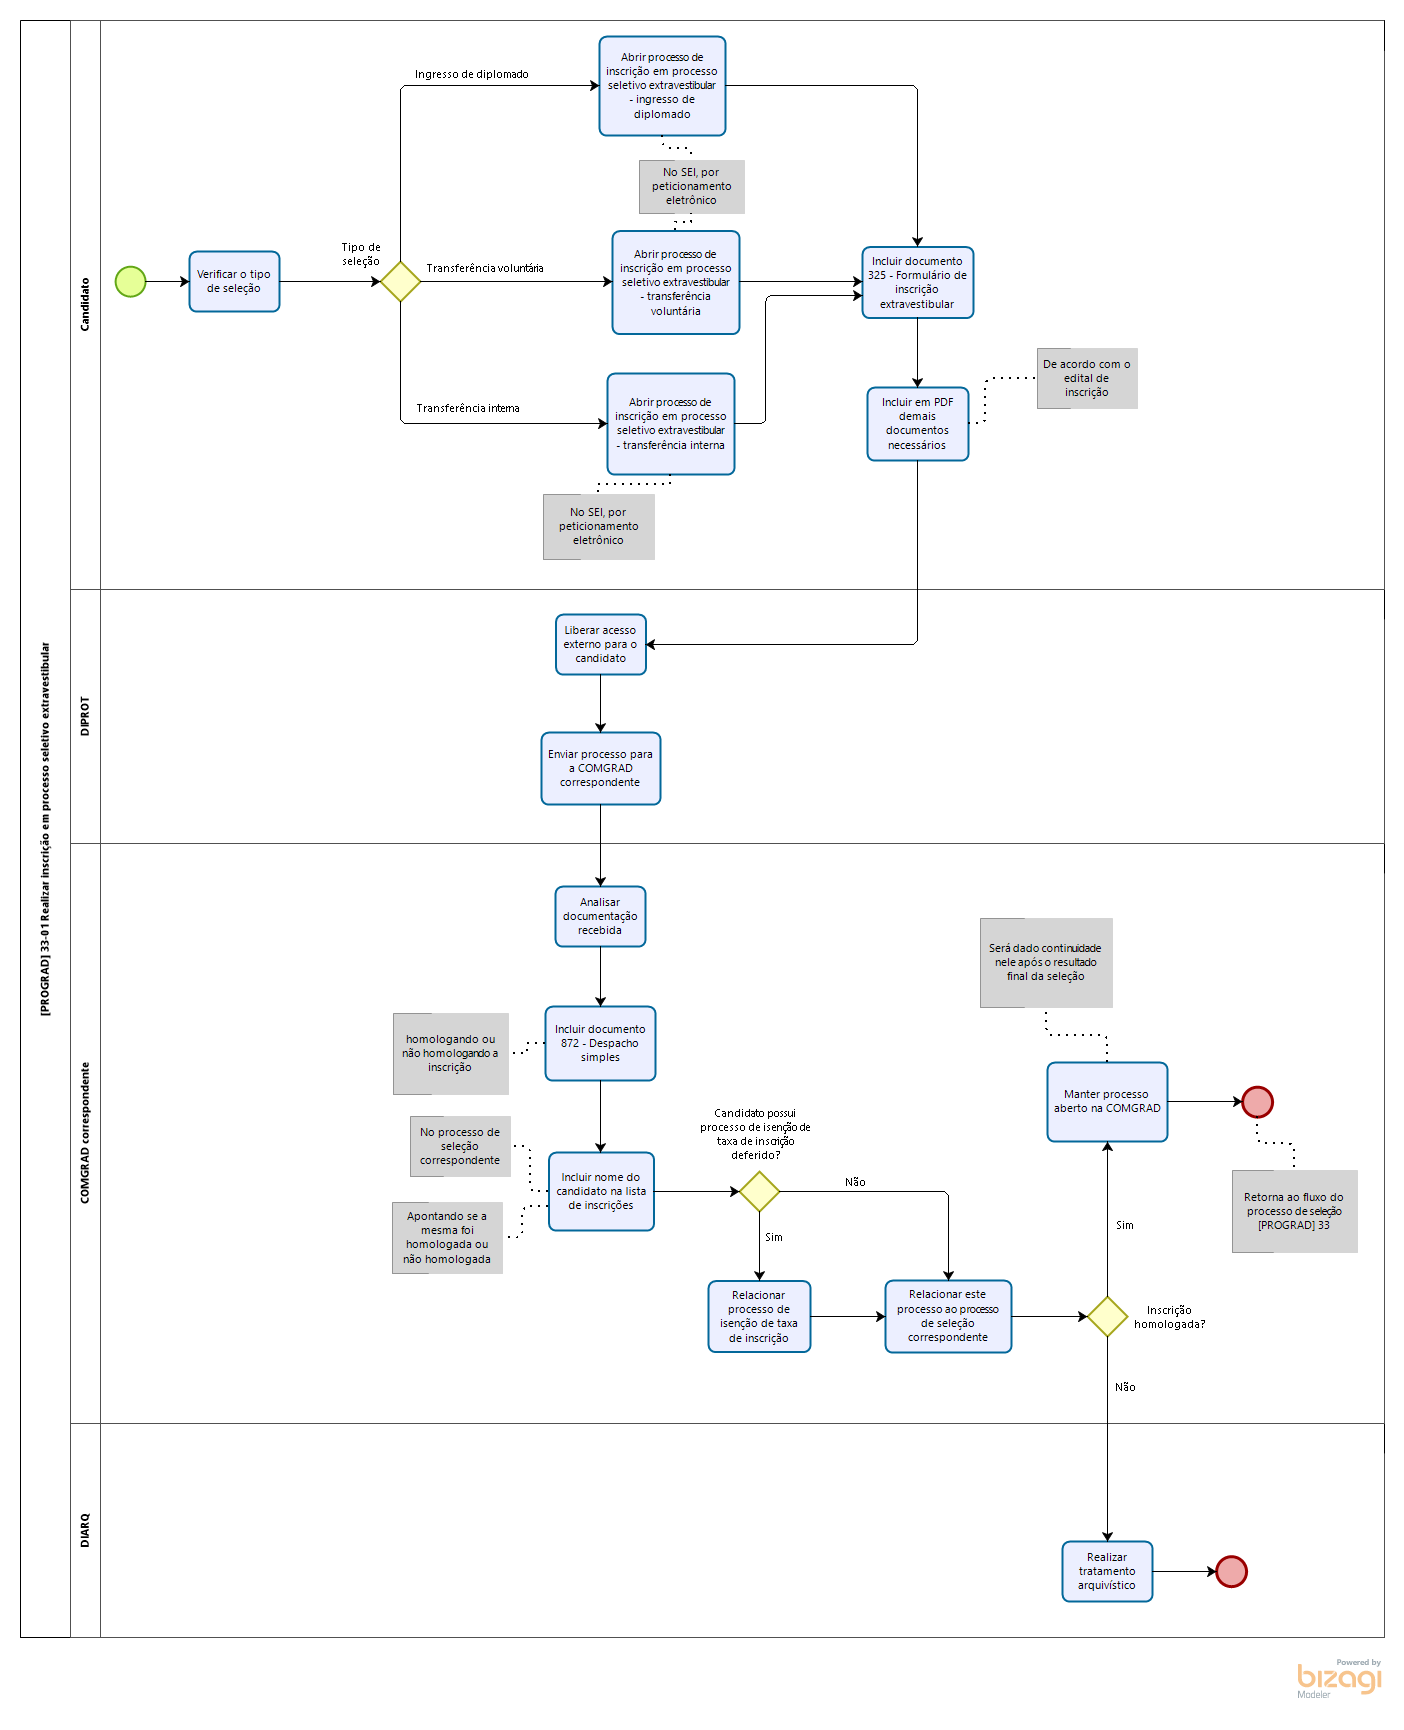 [PROGRAD] 33-01 Realizar inscrição em processo seletivo extravestibular
Candidato
Verificar o tipo
de seleção
Tipo de
seleção
Ingresso de diplomado
Abrir processo de
inscrição em processo
seletivo extravestibular
- ingresso de
diplomado
No SEI, por
peticionamento
eletrônico
Transferência voluntária
Abrir processo de
inscrição em processo
seletivo extravestibular
- transferência
voluntária
Transferência interna
Abrir processo de
inscrição em processo
seletivo extravestibular
- transferência interna
No SEI, por
peticionamento
eletrônico
Incluir documento
325 - Formulário de
inscrição
extravestibular
Incluir em PDF
demais
documentos
necessários
De acordo com o
edital de
inscrição
DIPROT
Liberar acesso
externo para o
candidato
Enviar processo para
a COMGRAD
correspondente
COMGRAD correspondente
Analisar
documentação
recebida
Incluir documento
872 - Despacho
simples
homologando ou
não homologando a
inscrição
No processo de
seleção
correspondente
Incluir nome do
candidato na lista
de inscrições
Apontando se a
mesma foi
homologada ou
não homologada
Candidato possui
processo de isenção de
taxa de inscrição
deferido?
Não
Sim
Relacionar
processo de
isenção de taxa
de inscrição
Relacionar este
processo ao processo
de seleção
correspondente
Inscrição
homologada?
Sim
Não
Manter processo
aberto na COMGRAD
Será dado continuidade
nele após o resultado
final da seleção
Retorna ao fluxo do
processo de seleção
[PROGRAD] 33
DIARQ
Realizar
tratamento
arquivístico
Powered by
bizagi
Modeler